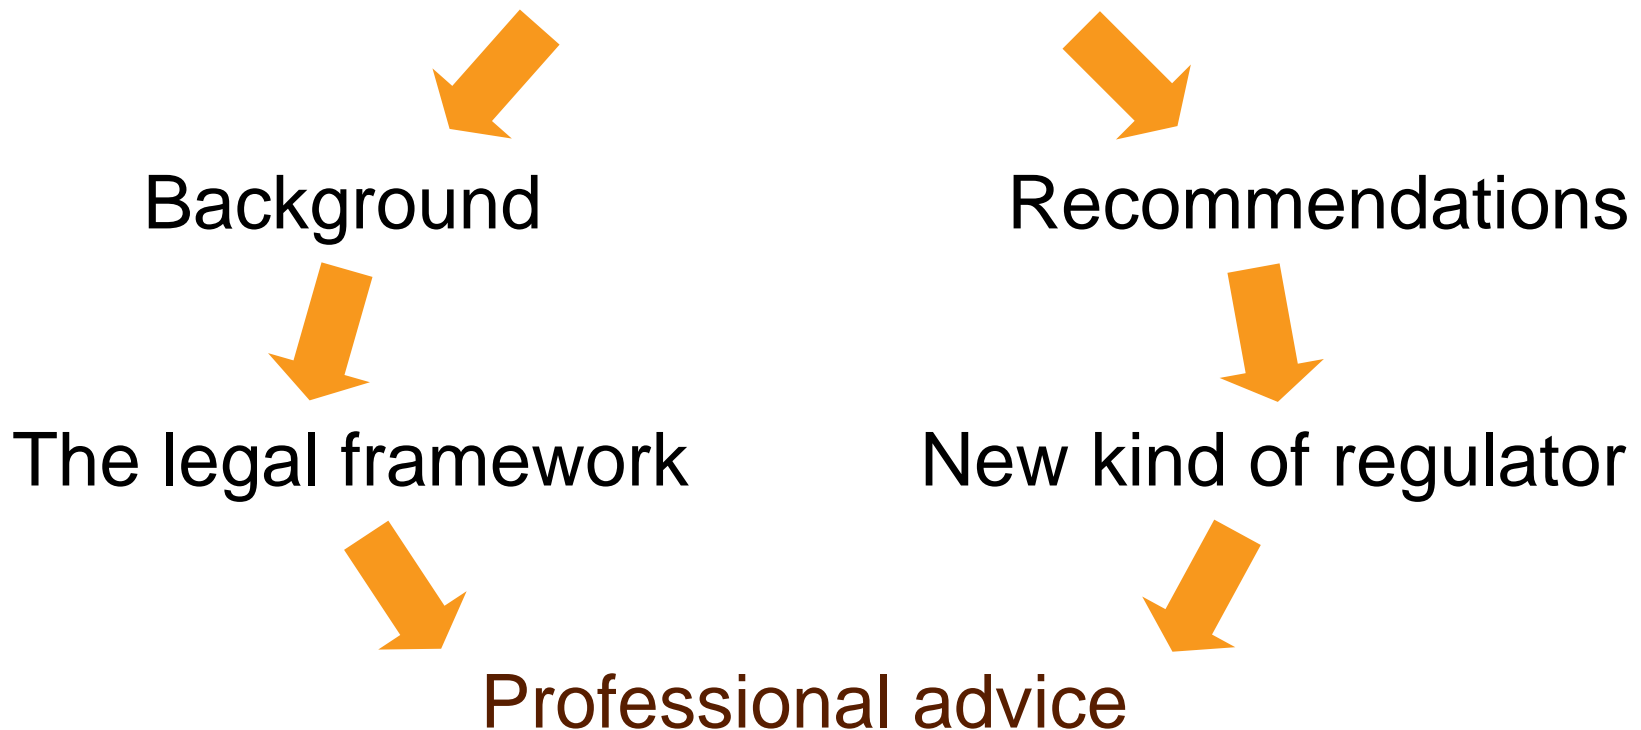 Background
Recommendations
The legal framework
New kind of regulator
Professional advice